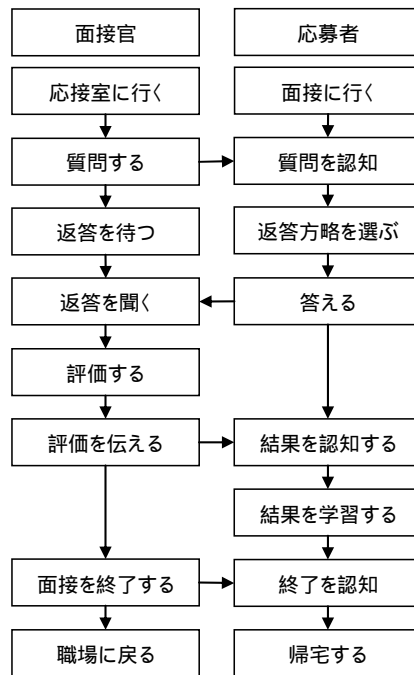 面接官
応募者
応接室に行く
面接に行く
質問する
質問を認知
返答を待つ
返答方略を選ぶ
返答を聞く
答える
評価する
評価を伝える
結果を認知する
結果を学習する
面接を終了する
終了を認知
職場に戻る
帰宅する